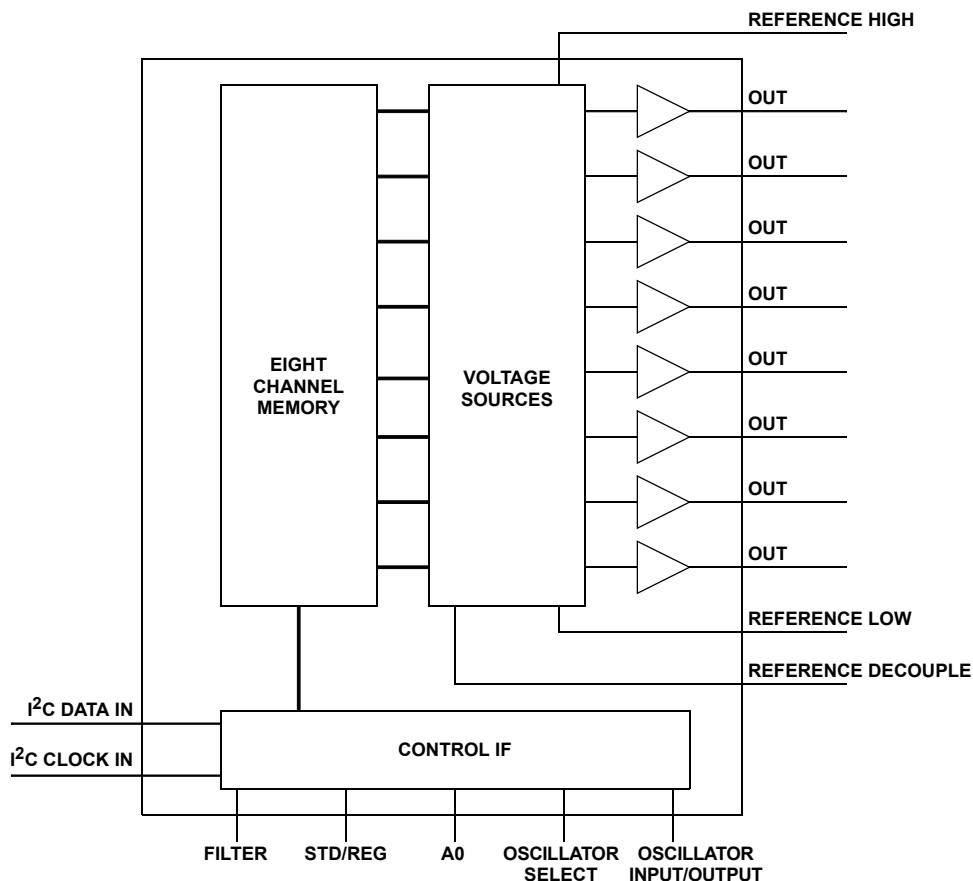 REFERENCE HIGH
OUT
OUT
OUT
OUT
EIGHT
CHANNEL
MEMORY
VOLTAGE
SOURCES
OUT
OUT
OUT
OUT
REFERENCE LOW
REFERENCE DECOUPLE
I²C DATA IN
I²C CLOCK IN
CONTROL IF
FILTER
STD/REG
A0
OSCILLATOR
SELECT
OSCILLATOR
INPUT/OUTPUT